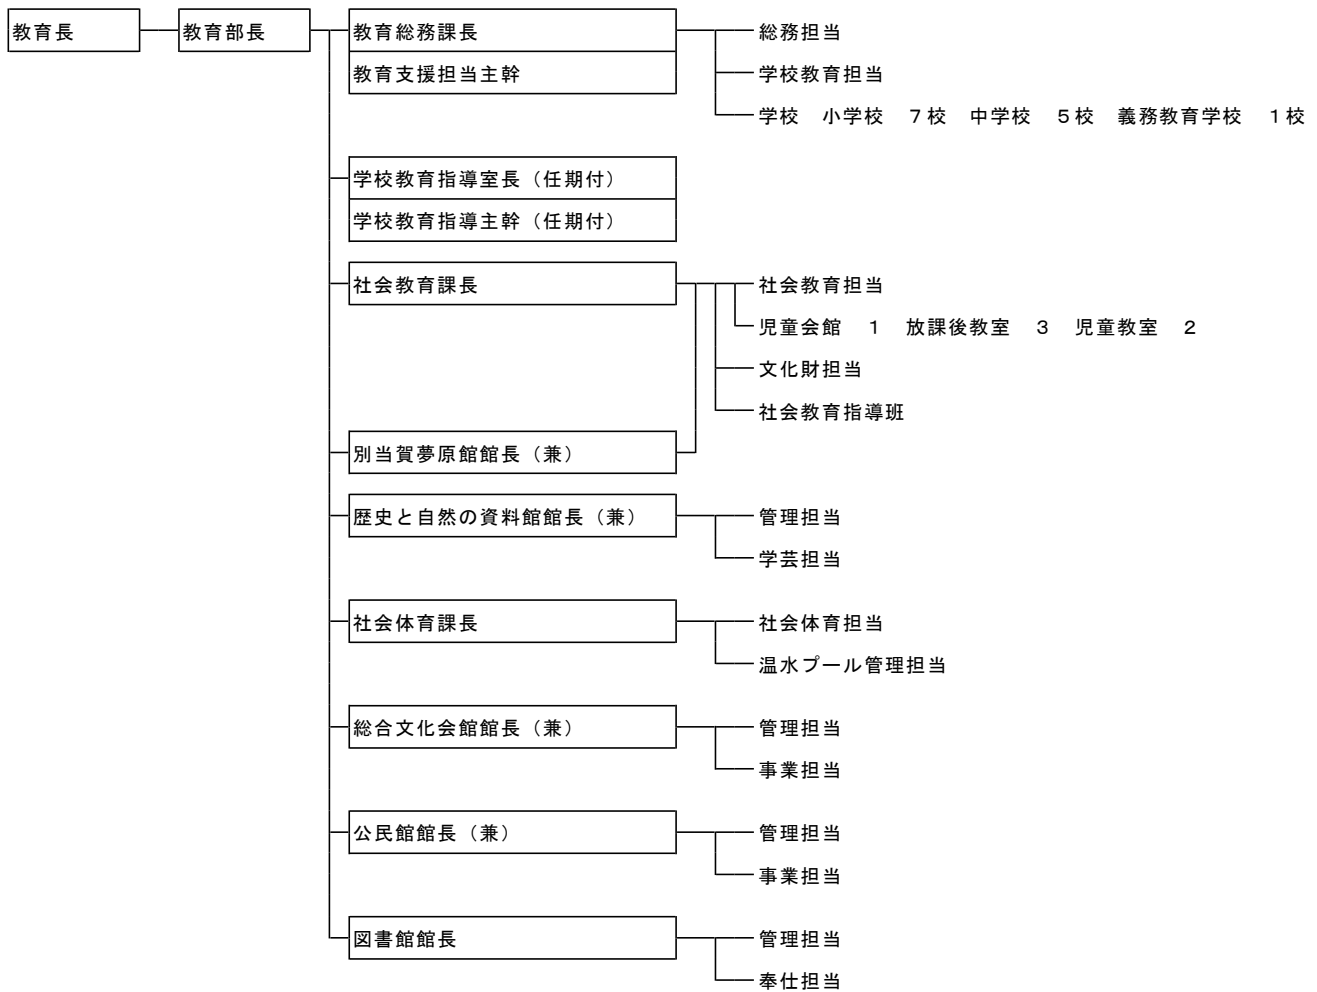 教育長 教育部長 教育総務課長 総務担当
教育支援担当主幹 学校教育担当
学校 小学校 7校 中学校 5校 義務教育学校 1校
学校教育指導室長（任期付）
学校教育指導主幹（任期付）
社会教育課長 社会教育担当
児童会館 1 放課後教室 3 児童教室 2
文化財担当
社会教育指導班
別当賀夢原館館長（兼）
歴史と自然の資料館館長（兼） 管理担当
学芸担当
社会体育課長 社会体育担当
温水プール管理担当
総合文化会館館長（兼） 管理担当
事業担当
公民館館長（兼） 管理担当
事業担当
図書館館長 管理担当
奉仕担当